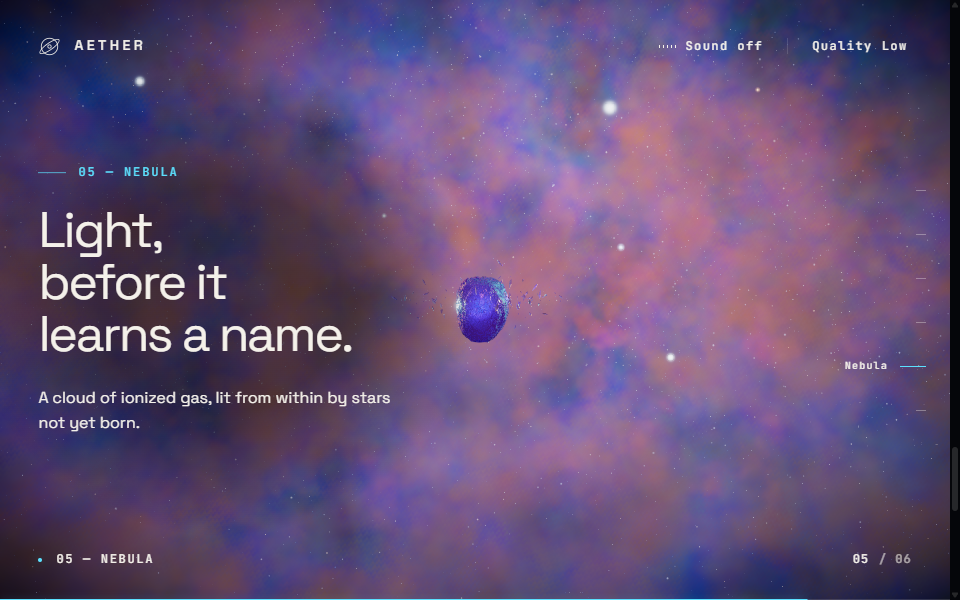 AETHER
Sound off
Quality Low
05 — NEBULA
Light,
before it
learns a name.
A cloud of ionized gas, lit from within by stars
not yet born.
Nebula
05 — NEBULA
05 / 06